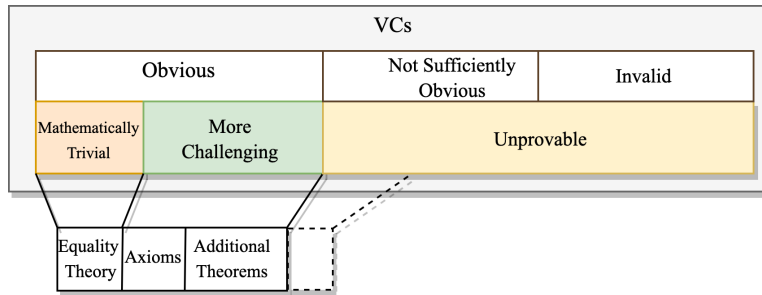 VCs
Obvious
Not Sufficiently
Obvious
Invalid
Mathematically
Trivial
More
Challenging
Unprovable
Equality
Theory
Axioms
Additional
Theorems